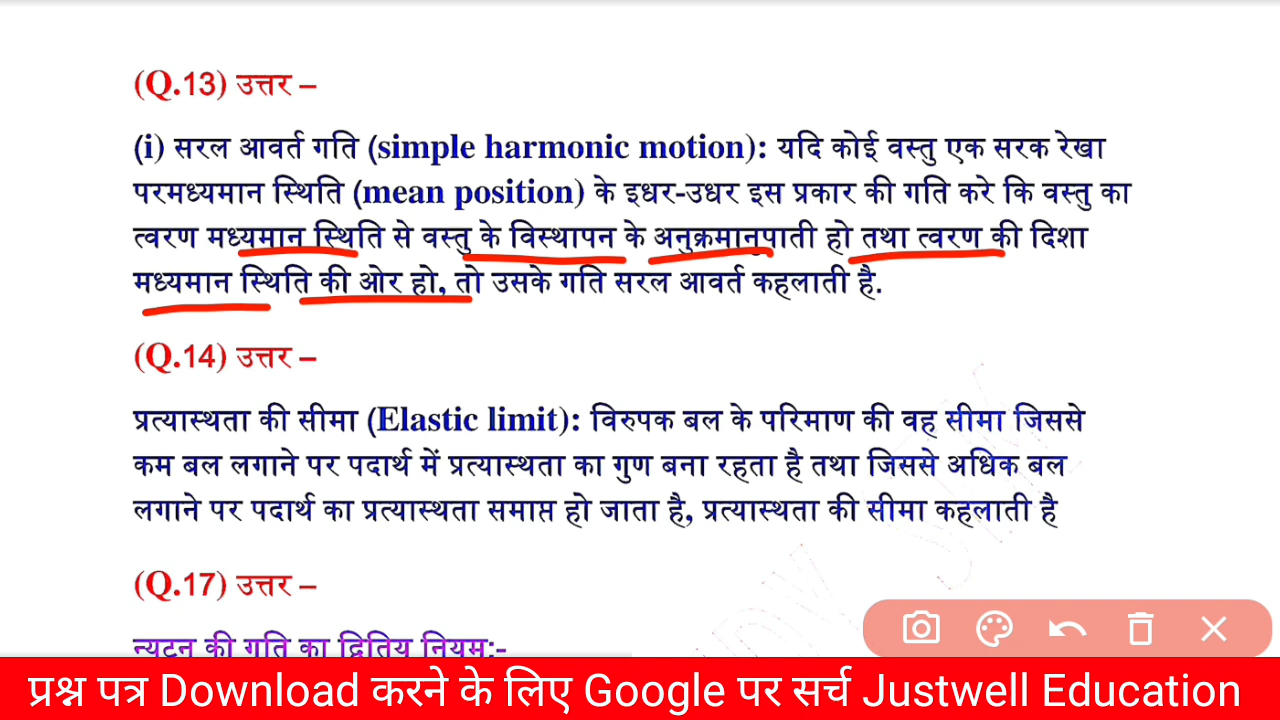 (Q.13) उत्तर –
(i) सरल आवर्त गति (simple harmonic motion): यदि कोई वस्तु एक सरक रेखा
परमध्यमान स्थिति (mean position) के इधर-उधर इस प्रकार की गति करे कि वस्तु का
त्वरण मध्यमान स्थिति से वस्तु के विस्थापन के अनुक्रमानुपाती हो तथा त्वरण की दिशा
मध्यमान स्थिति की ओर हो, तो उसके गति सरल आवर्त कहलाती है.
(Q.14) उत्तर –
प्रत्यास्थता की सीमा (Elastic limit): विरुपक बल के परिमाण की वह सीमा जिससे
कम बल लगाने पर पदार्थ में प्रत्यास्थता का गुण बना रहता है तथा जिससे अधिक बल
लगाने पर पदार्थ का प्रत्यास्थता समाप्त हो जाता है, प्रत्यास्थता की सीमा कहलाती है
(Q.17) उत्तर –
न्यूटन की गति का द्वितिय नियम:-
प्रश्न पत्र Download करने के लिए Google पर सर्च Justwell Education